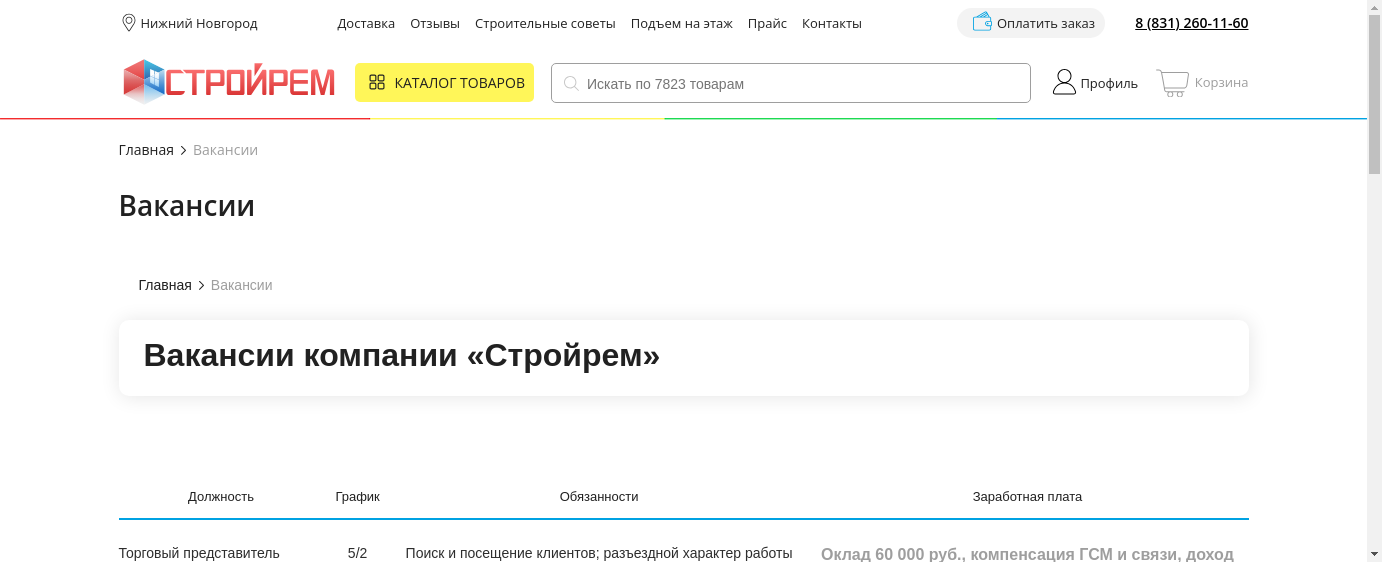 Нижний Новгород Доставка Отзывы Строительные советы Подъем на этаж Прайс Контакты Оплатить заказ 8 (831) 260-11-60
СТРОЙРЕМ КАТАЛОГ ТОВАРОВ Искать по 7823 товарам Профиль Корзина
Главная Вакансии
Вакансии
Главная Вакансии
Вакансии компании «Стройрем»
Должность График Обязанности Заработная плата
Торговый представитель 5/2 Поиск и посещение клиентов; разъездной характер работы Оклад 60 000 руб., компенсация ГСМ и связи, доход